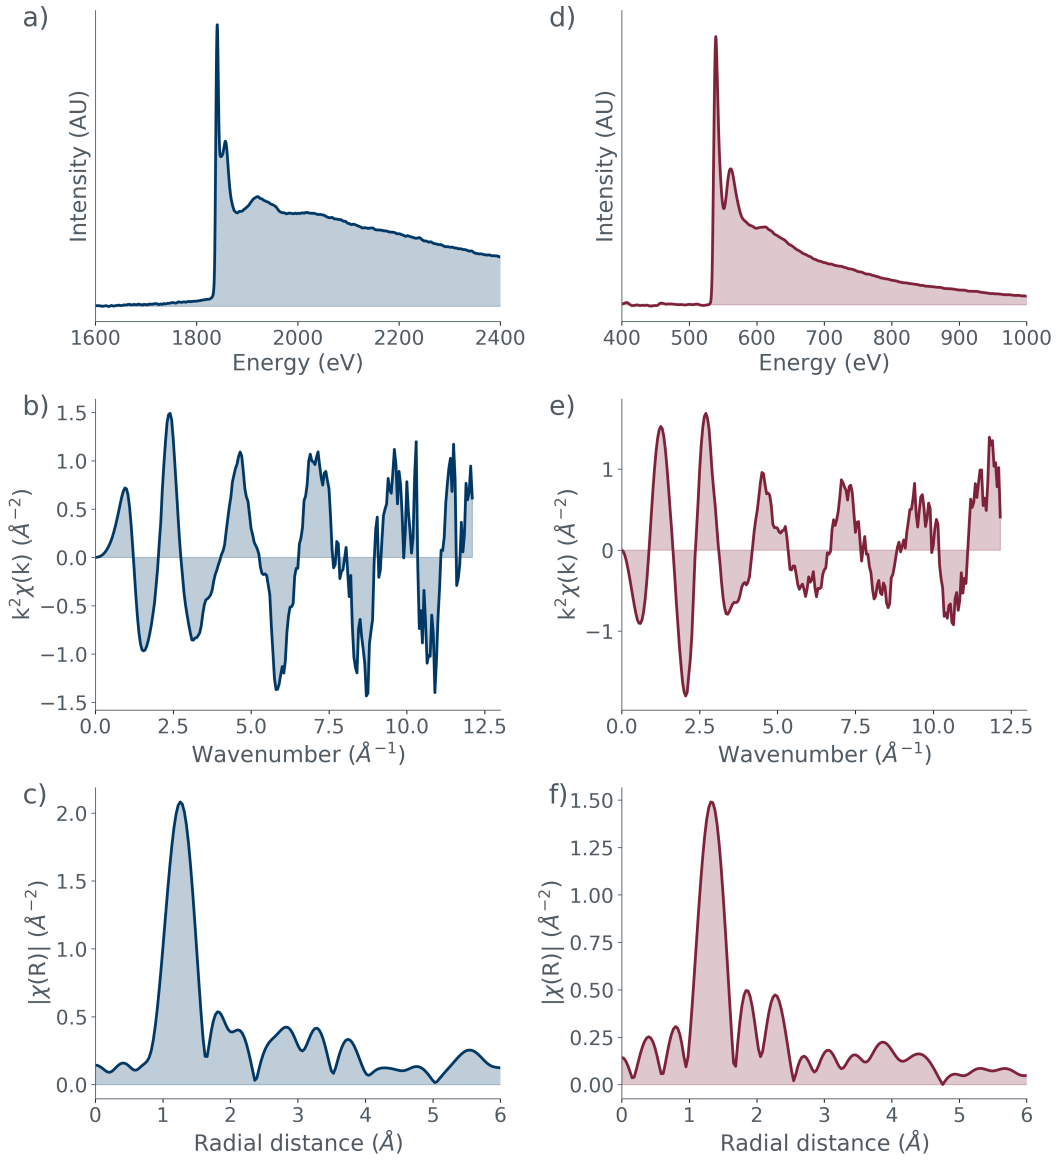 a)
Intensity (AU)
1600 1800 2000 2200 2400
Energy (eV)
d)
Intensity (AU)
400 500 600 700 800 900 1000
Energy (eV)
b)
1.5
1.0
0.5
0.0
−0.5
−1.0
−1.5
k²χ(k) (Å⁻²)
0.0 2.5 5.0 7.5 10.0 12.5
Wavenumber (Å⁻¹)
e)
1
0
−1
k²χ(k) (Å⁻²)
0.0 2.5 5.0 7.5 10.0 12.5
Wavenumber (Å⁻¹)
c)
2.0
1.5
1.0
0.5
0.0
|χ(R)| (Å⁻²)
0 1 2 3 4 5 6
Radial distance (Å)
f)
1.50
1.25
1.00
0.75
0.50
0.25
0.00
|χ(R)| (Å⁻²)
0 1 2 3 4 5 6
Radial distance (Å)